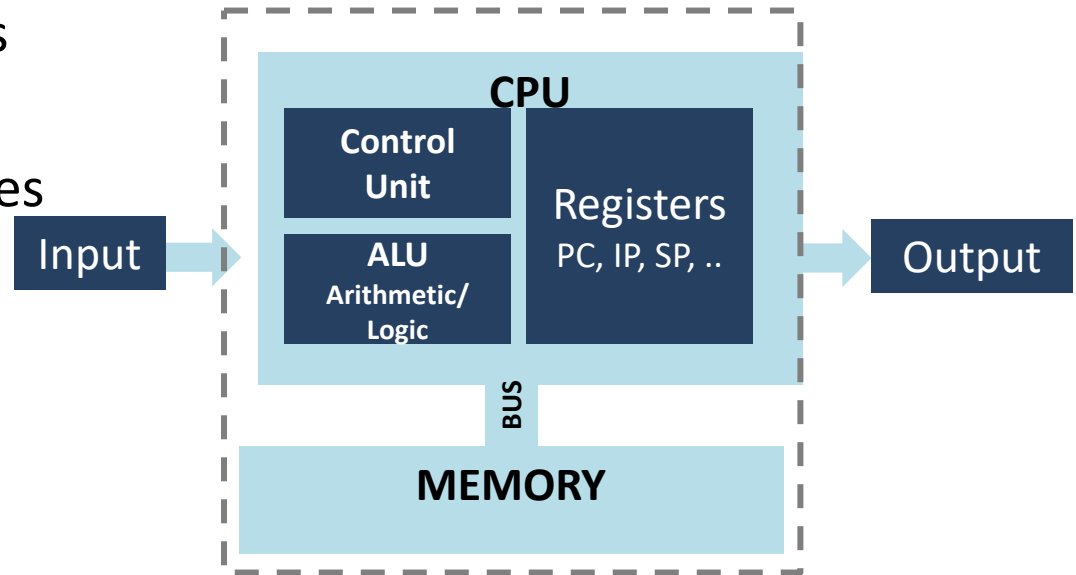 s
es
CPU
Control
Unit
Registers
PC, IP, SP, ..
ALU
Arithmetic/
Logic
Input
Output
BUS
MEMORY